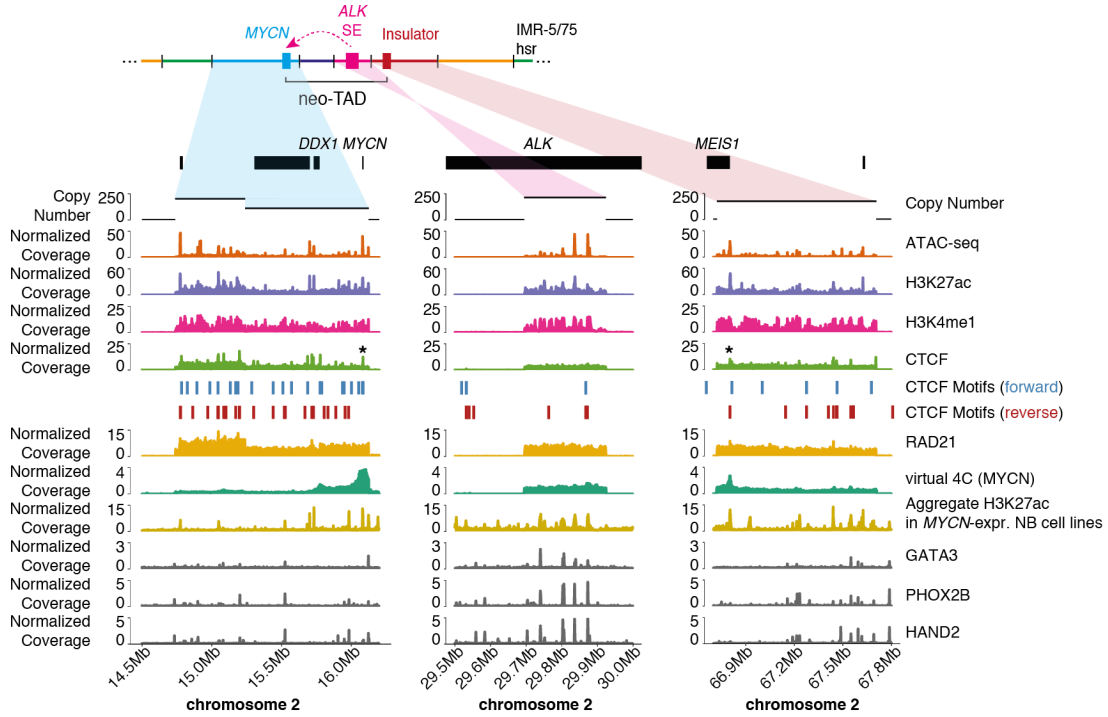 ALK
MYCN SE Insulator IMR-5/75
hsr
... ...
neo-TAD
DDX1 MYCN ALK MEIS1
Copy 250 250 250 Copy Number
Number 0 0 0
Normalized 50 50 50 ATAC-seq
Coverage 0 0 0
Normalized 60 60 60 H3K27ac
Coverage 0 0 0
Normalized 25 25 25 H3K4me1
Coverage 0 0 0
Normalized 25 * 25 25 * CTCF
Coverage 0 0 0
CTCF Motifs (forward)
CTCF Motifs (reverse)
Normalized 15 15 15 RAD21
Coverage 0 0 0
Normalized 4 4 4 virtual 4C (MYCN)
Coverage 0 0 0
Normalized 15 15 15 Aggregate H3K27ac
Coverage 0 0 0 in MYCN-expr. NB cell lines
Normalized 3 3 3 GATA3
Coverage 0 0 0
Normalized 5 5 5 PHOX2B
Coverage 0 0 0
Normalized 5 5 5 HAND2
Coverage 0 0 0
14.5Mb 15.0Mb 15.5Mb 16.0Mb 29.5Mb 29.6Mb 29.7Mb 29.8Mb 29.9Mb 30.0Mb 66.9Mb 67.2Mb 67.5Mb 67.8Mb
chromosome 2 chromosome 2 chromosome 2